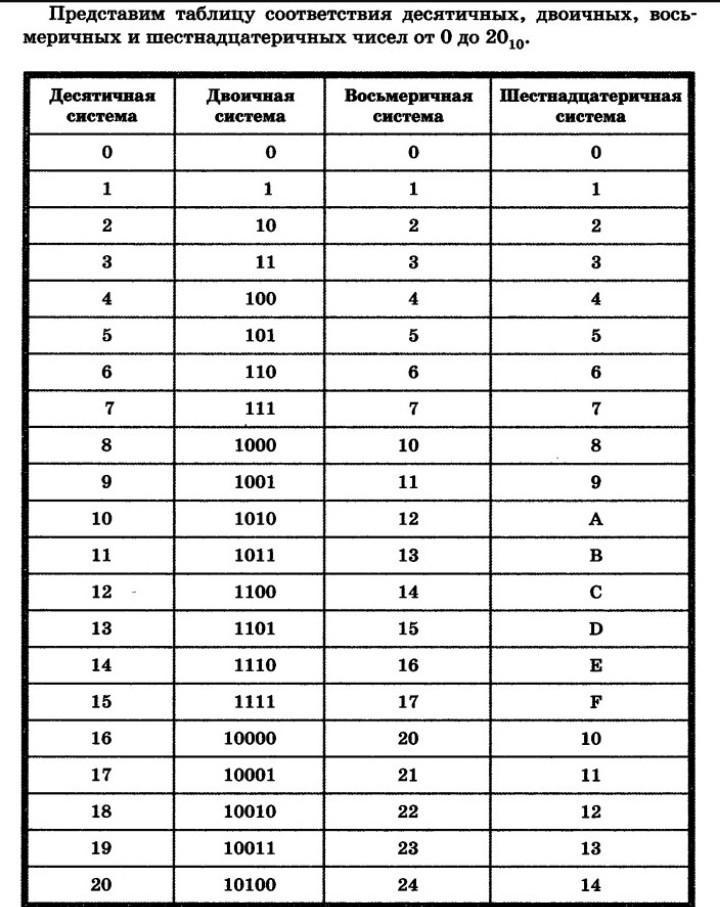 Представим таблицу соответствия десятичных, двоичных, вось-
меричных и шестнадцатеричных чисел от 0 до 20₁₀.
Десятичная система Двоичная система Восьмеричная система Шестнадцатеричная система
0 0 0 0
1 1 1 1
2 10 2 2
3 11 3 3
4 100 4 4
5 101 5 5
6 110 6 6
7 111 7 7
8 1000 10 8
9 1001 11 9
10 1010 12 A
11 1011 13 B
12 1100 14 C
13 1101 15 D
14 1110 16 E
15 1111 17 F
16 10000 20 10
17 10001 21 11
18 10010 22 12
19 10011 23 13
20 10100 24 14